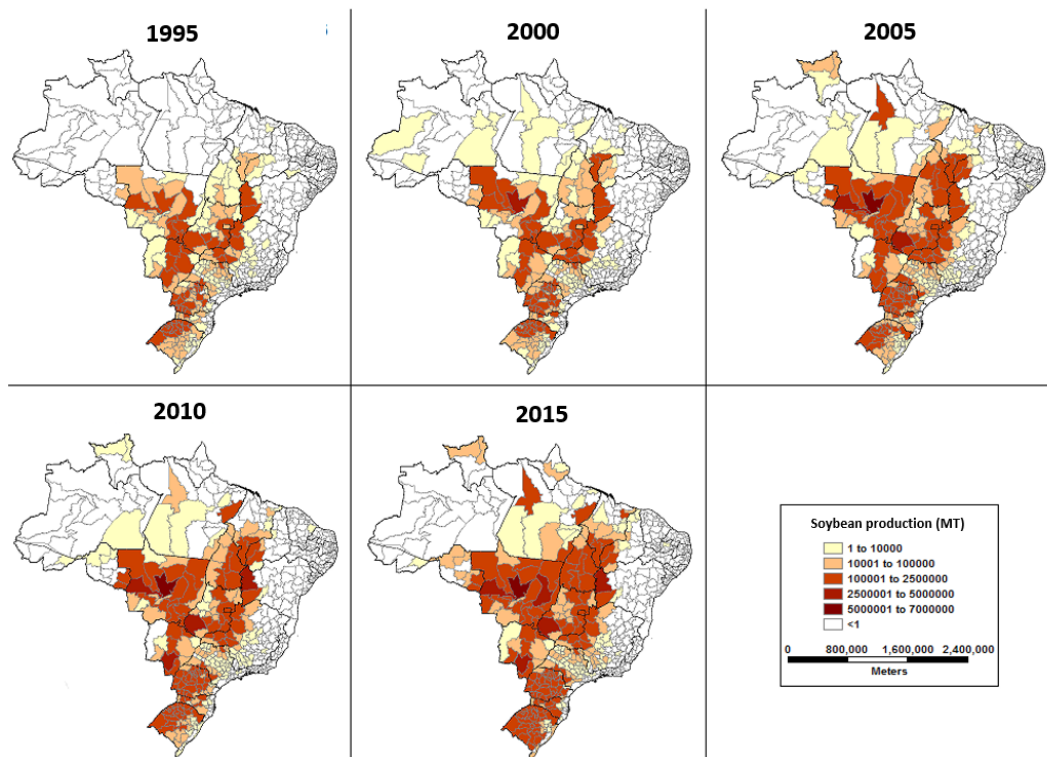 1995
2000
2005
2010
2015
Soybean production (MT)
1 to 10000
10001 to 100000
100001 to 2500000
2500001 to 5000000
5000001 to 7000000
<1
0 800,000 1,600,000 2,400,000
Meters